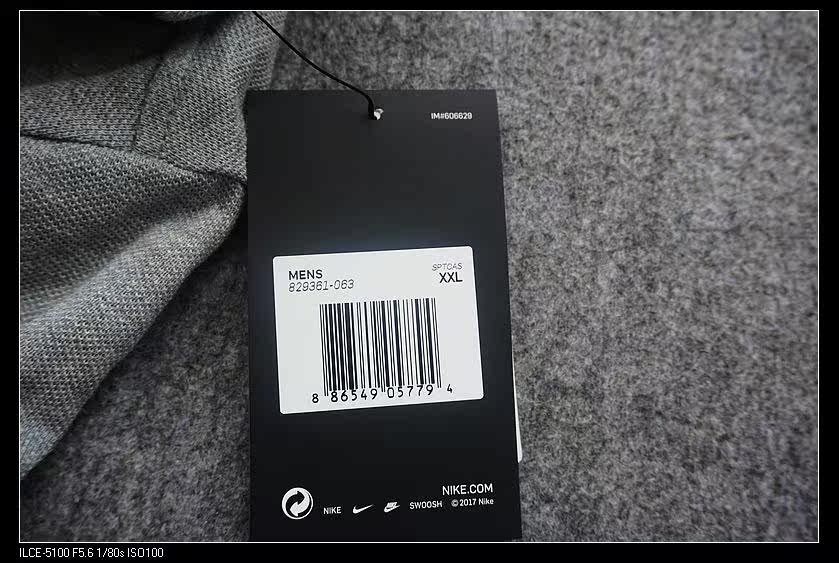 IM#606629
MENS
829361-063
SPTCAS
XXL
8 86549 05779 4
NIKE.COM
NIKE SWOOSH © 2017 Nike
ILCE-5100 F5.6 1/80s ISO100